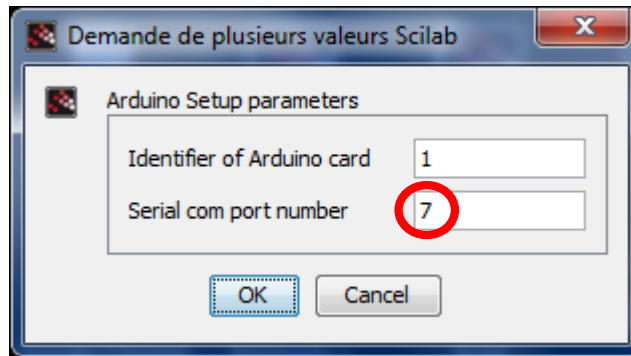 Demande de plusieurs valeurs Scilab
Arduino Setup parameters
Identifier of Arduino card 1
Serial com port number 7
OK Cancel